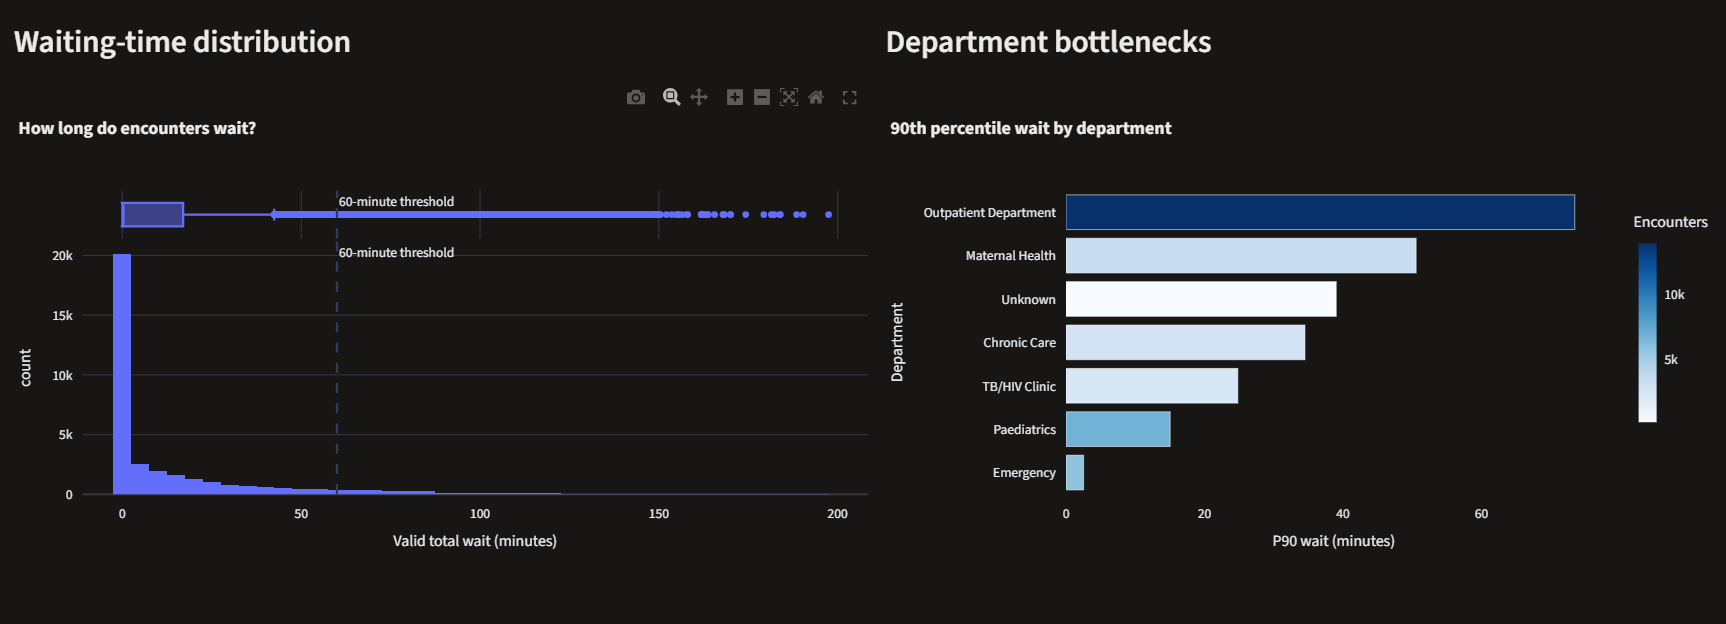 Waiting-time distribution
How long do encounters wait?
60-minute threshold
60-minute threshold
20k
15k
10k
5k
0
count
0
50
100
150
200
Valid total wait (minutes)
Department bottlenecks
90th percentile wait by department
Department
Outpatient Department
Maternal Health
Unknown
Chronic Care
TB/HIV Clinic
Paediatrics
Emergency
0
20
40
60
P90 wait (minutes)
Encounters
10k
5k